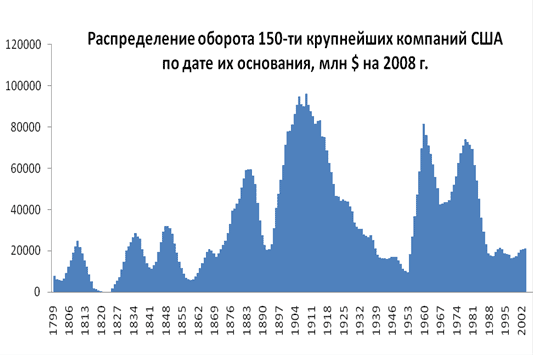 Распределение оборота 150-ти крупнейших компаний США
по дате их основания, млн $ на 2008 г.
120000
100000
80000
60000
40000
20000
0
1799 1806 1813 1820 1827 1834 1841 1848 1855 1862 1869 1876 1883 1890 1897 1904 1911 1918 1925 1932 1939 1946 1953 1960 1967 1974 1981 1988 1995 2002